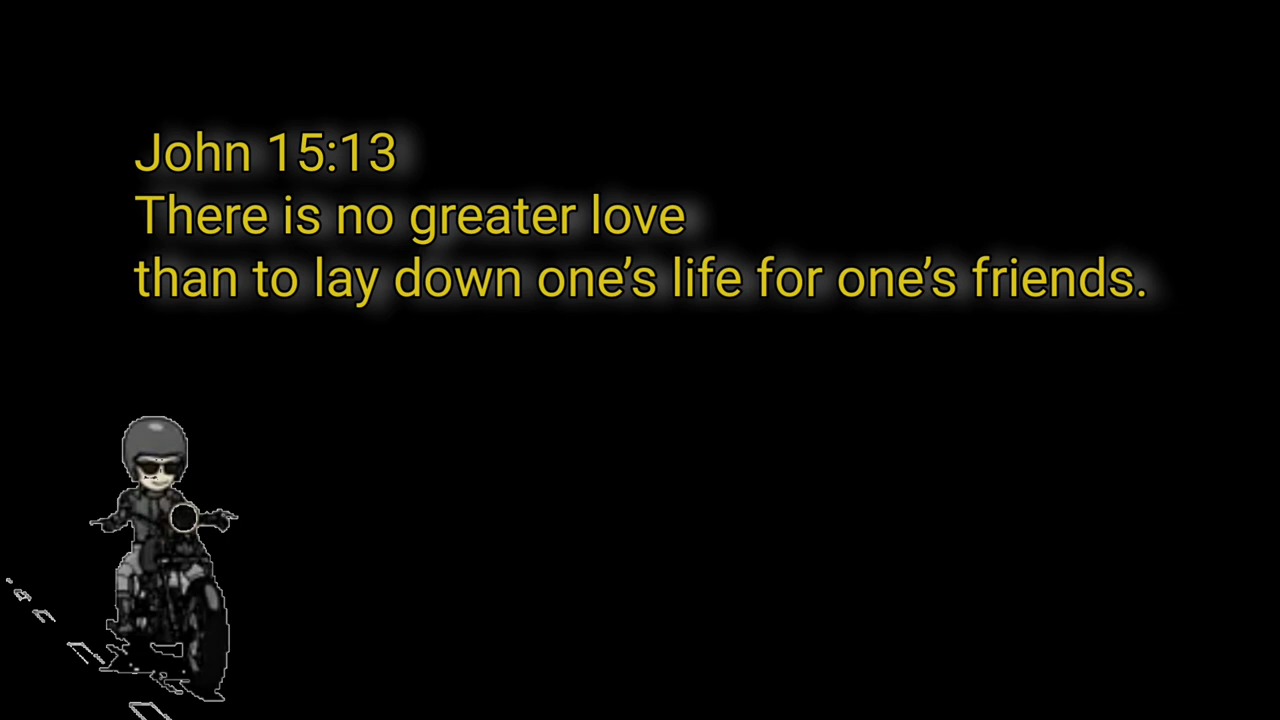 John 15:13
There is no greater love
than to lay down one’s life for one’s friends.